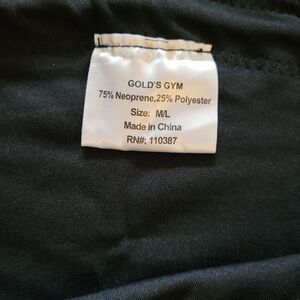 GOLD'S GYM
75% Neoprene,25% Polyester
Size: M/L
Made in China
RN#: 110387